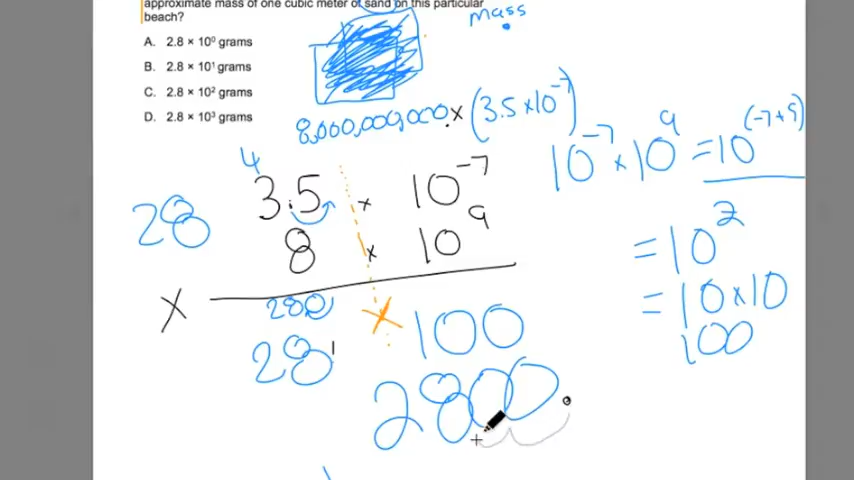 approximate mass of one cubic meter of sand on this particular
beach?
mass
A. 2.8 × 10⁰ grams
B. 2.8 × 10¹ grams
C. 2.8 × 10² grams
D. 2.8 × 10³ grams
8,000,000,000. × (3.5 × 10⁻⁷)
10⁻⁷ × 10⁹ = 10⁽⁻⁷⁺⁹⁾
4
3.5 × 10⁻⁷
28
8 × 10⁹
= 10²
×
= 10 × 10
280
× 100
100
28
2800.